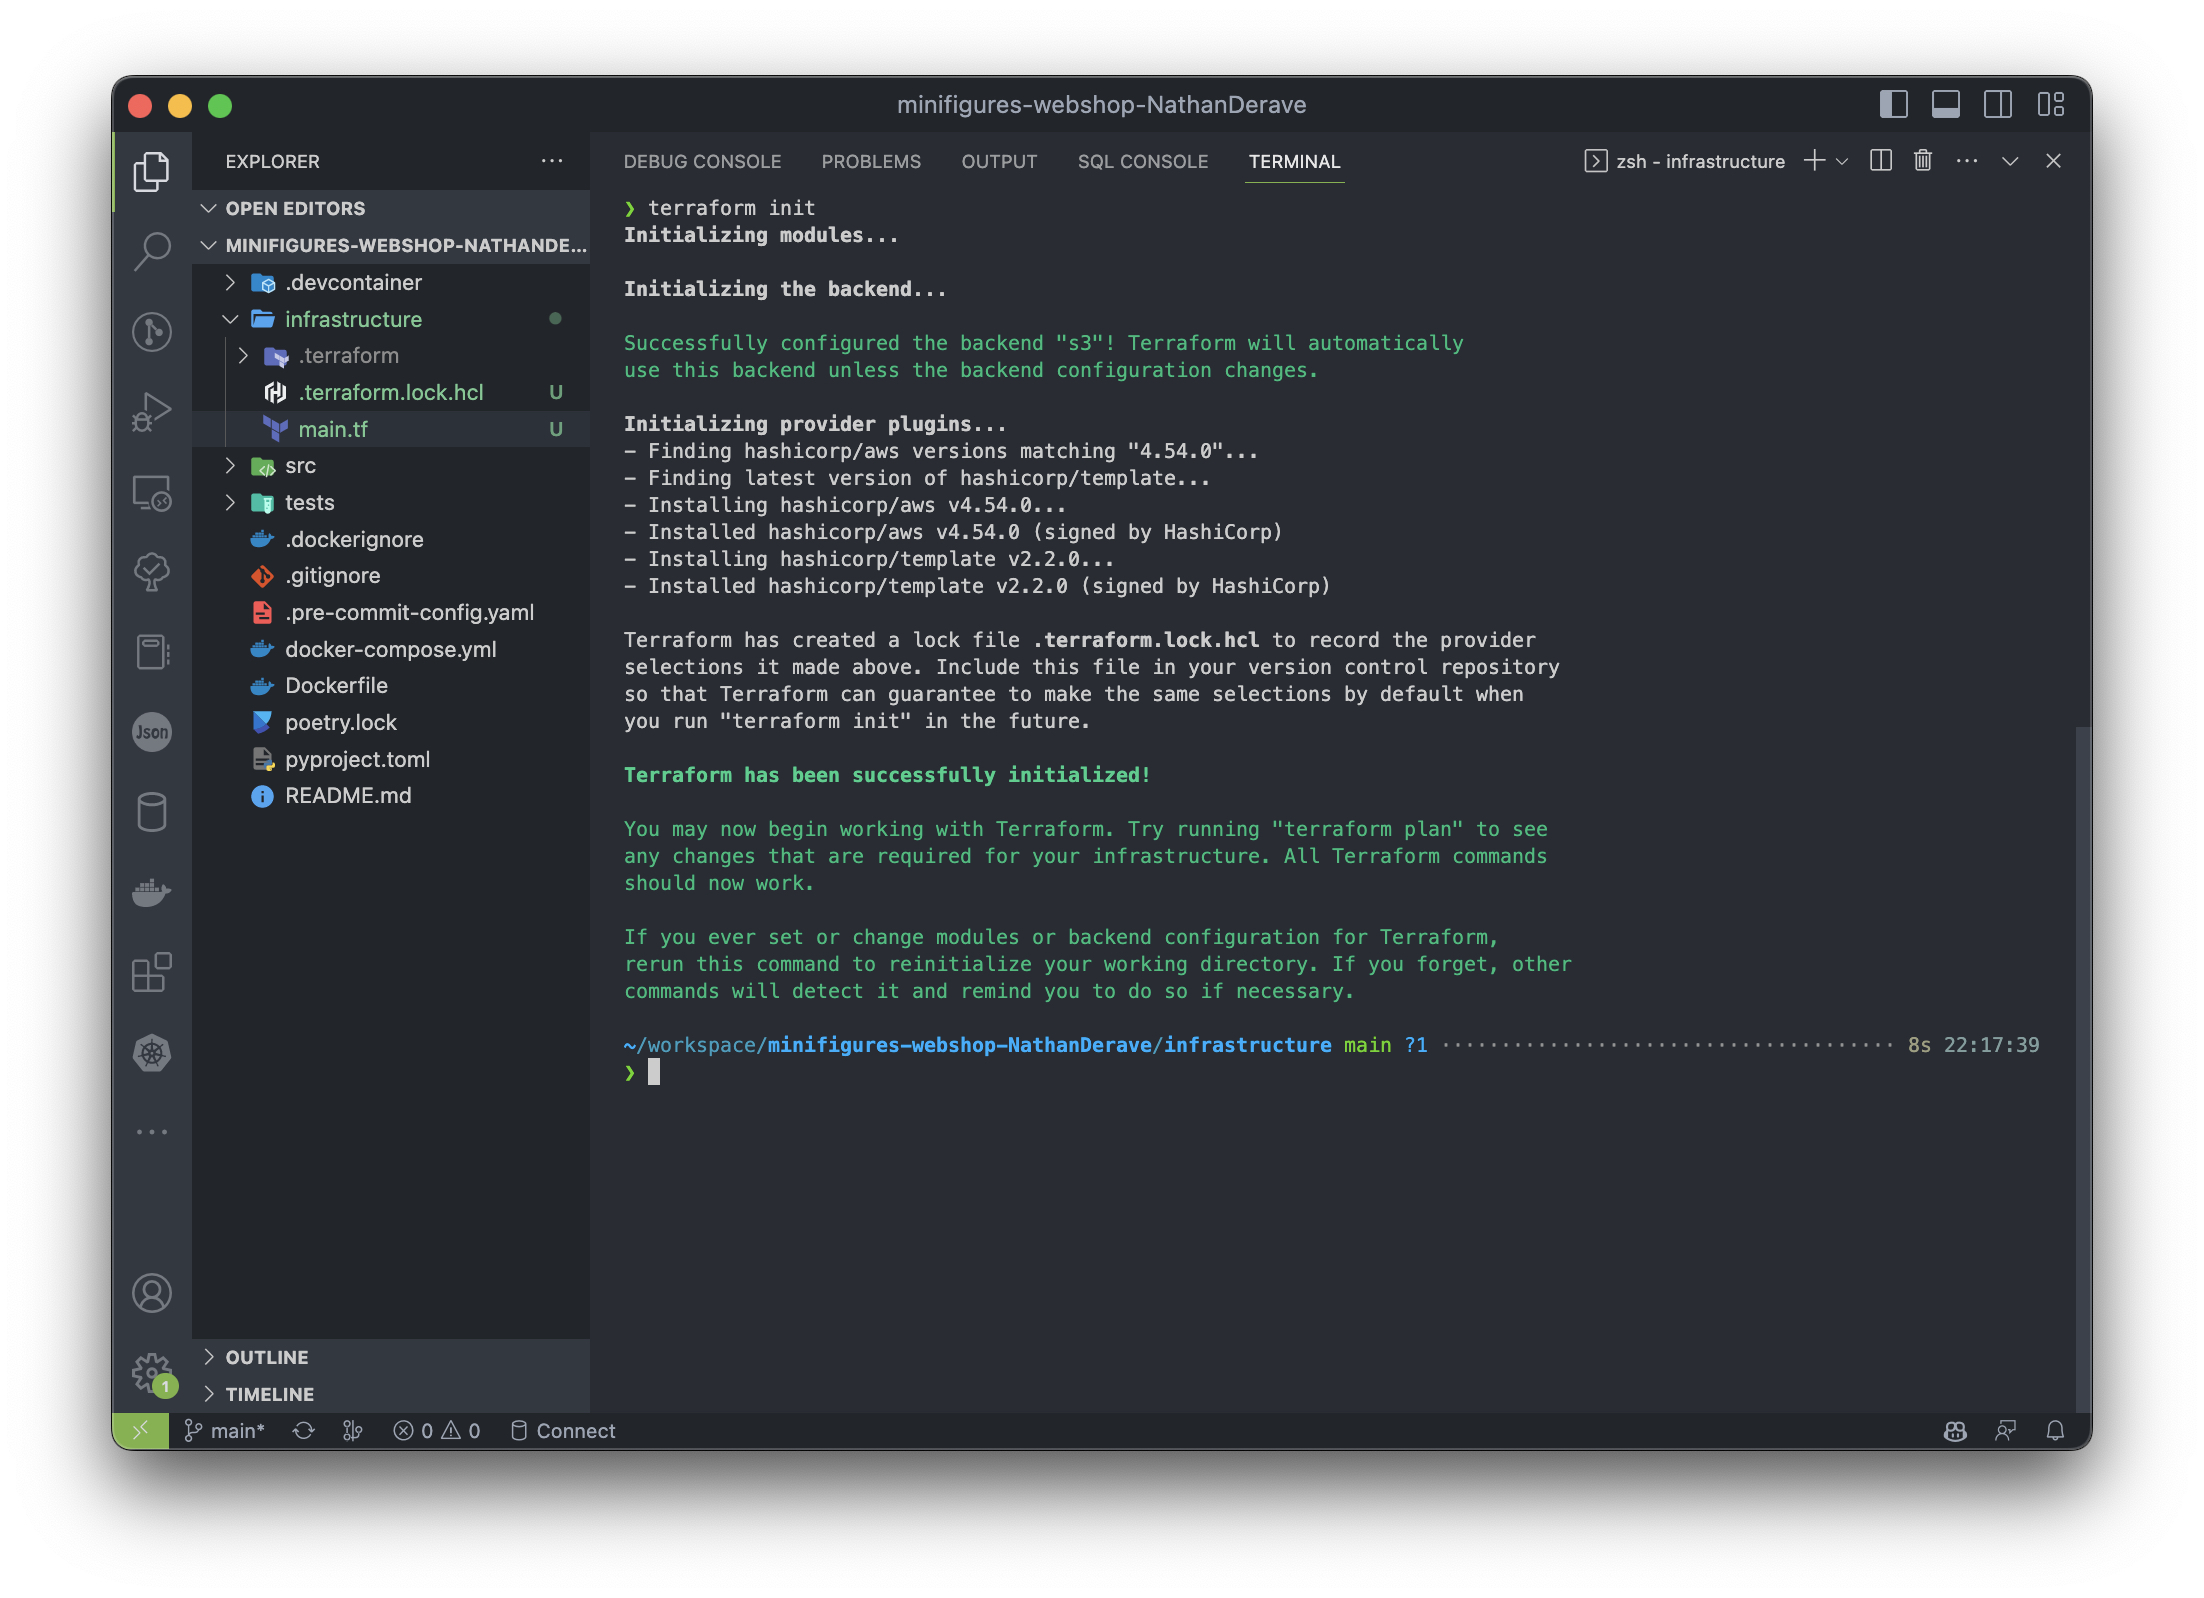 minifigures-webshop-NathanDerave
EXPLORER
OPEN EDITORS
MINIFIGURES-WEBSHOP-NATHANDE...
.devcontainer
infrastructure
.terraform
.terraform.lock.hcl U
main.tf U
src
tests
.dockerignore
.gitignore
.pre-commit-config.yaml
docker-compose.yml
Dockerfile
poetry.lock
pyproject.toml
README.md
OUTLINE
TIMELINE
Json
1
DEBUG CONSOLE PROBLEMS OUTPUT SQL CONSOLE TERMINAL zsh - infrastructure
❯ terraform init
Initializing modules...
Initializing the backend...
Successfully configured the backend "s3"! Terraform will automatically
use this backend unless the backend configuration changes.
Initializing provider plugins...
- Finding hashicorp/aws versions matching "4.54.0"...
- Finding latest version of hashicorp/template...
- Installing hashicorp/aws v4.54.0...
- Installed hashicorp/aws v4.54.0 (signed by HashiCorp)
- Installing hashicorp/template v2.2.0...
- Installed hashicorp/template v2.2.0 (signed by HashiCorp)
Terraform has created a lock file .terraform.lock.hcl to record the provider
selections it made above. Include this file in your version control repository
so that Terraform can guarantee to make the same selections by default when
you run "terraform init" in the future.
Terraform has been successfully initialized!
You may now begin working with Terraform. Try running "terraform plan" to see
any changes that are required for your infrastructure. All Terraform commands
should now work.
If you ever set or change modules or backend configuration for Terraform,
rerun this command to reinitialize your working directory. If you forget, other
commands will detect it and remind you to do so if necessary.
~/workspace/minifigures-webshop-NathanDerave/infrastructure main ?1 ······································ 8s 22:17:39
❯
main* 0 0 Connect